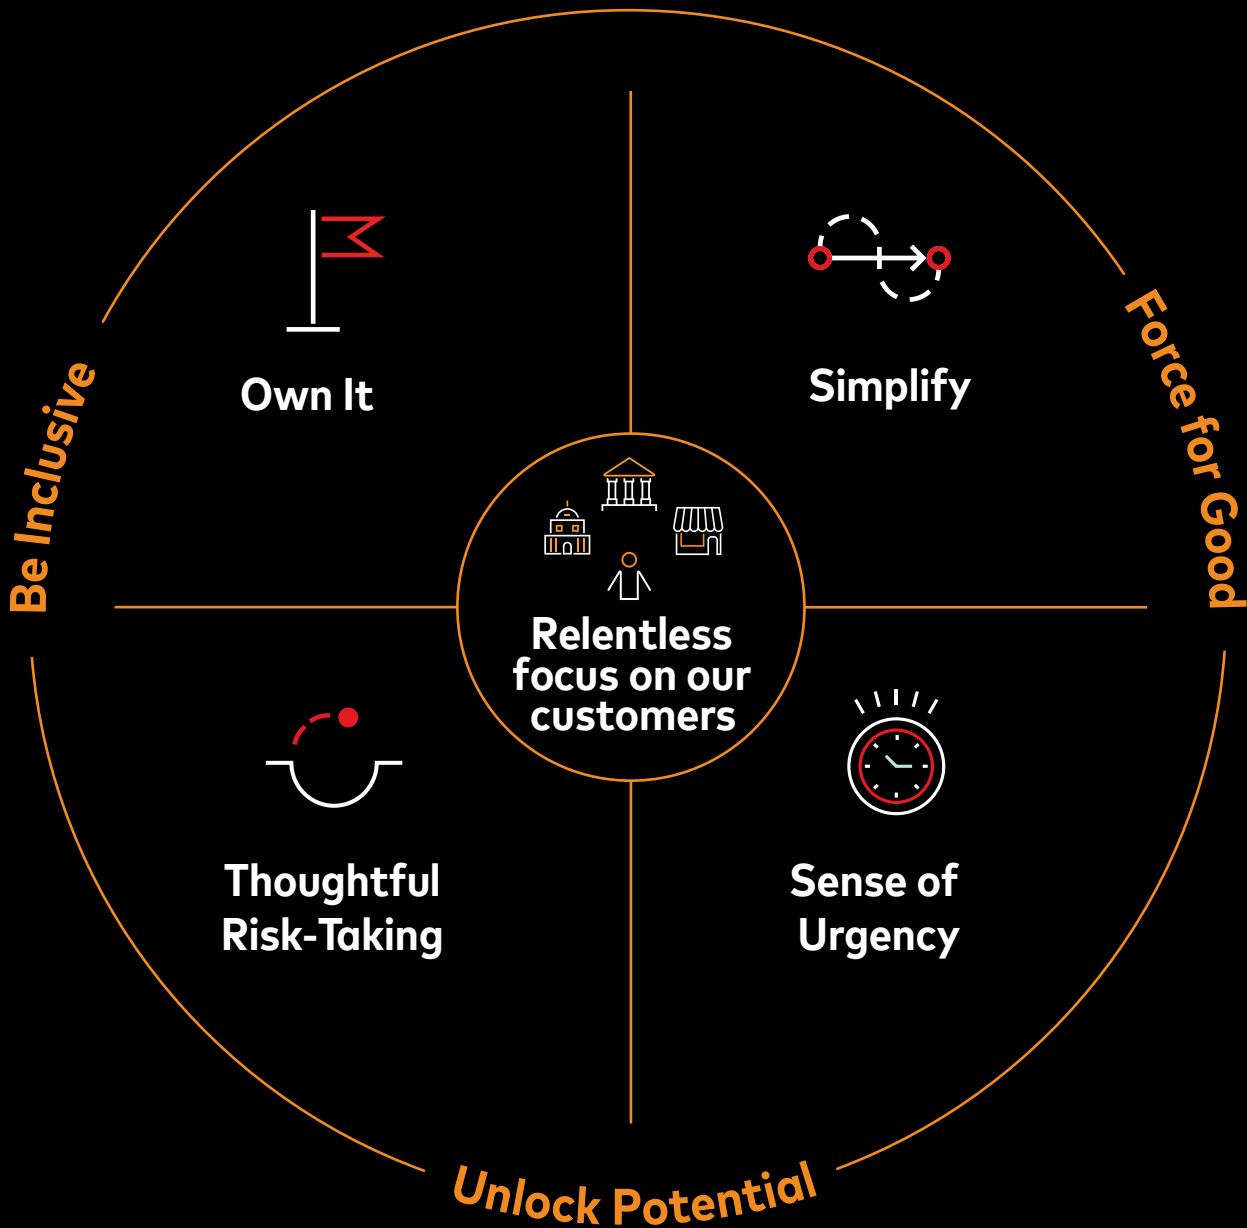 Own It
Simplify
Be Inclusive
Force for Good
Relentless
focus on our
customers
Thoughtful
Risk-Taking
Sense of
Urgency
Unlock Potential